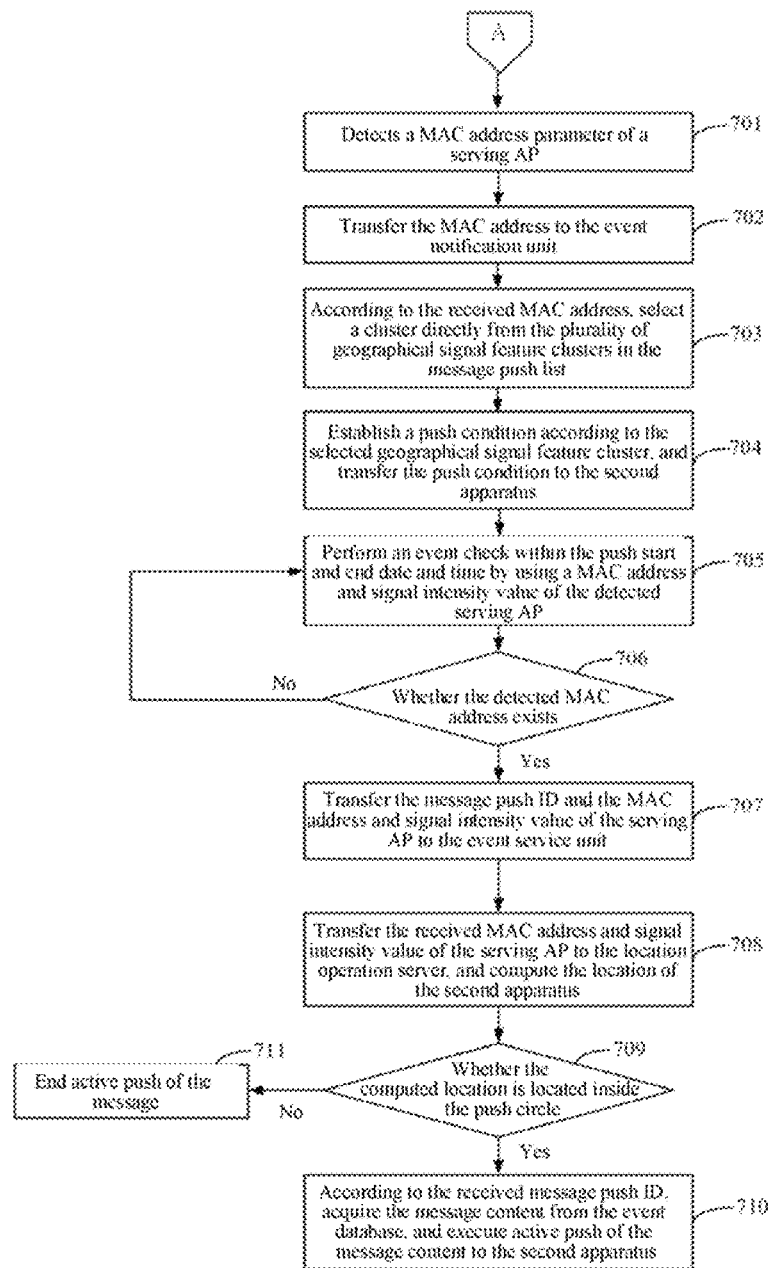 A
Detects a MAC address parameter of a
serving AP
701
Transfer the MAC address to the event
notification unit
702
According to the received MAC address, select
a cluster directly from the plurality of
geographical signal feature clusters in the
message push list
703
Establish a push condition according to the
selected geographical signal feature cluster, and
transfer the push condition to the second
apparatus
704
Perform an event check within the push start
and end date and time by using a MAC address
and signal intensity value of the detected
serving AP
705
706
No
Whether the detected MAC
address exists
Yes
Transfer the message push ID and the MAC
address and signal intensity value of the serving
AP to the event service unit
707
Transfer the received MAC address and signal
intensity value of the serving AP to the location
operation server, and compute the location of
the second apparatus
708
711
709
End active push of the
message
No
Whether the
computed location is located inside
the push circle
Yes
According to the received message push ID,
acquire the message content from the event
database, and execute active push of the
message content to the second apparatus
710